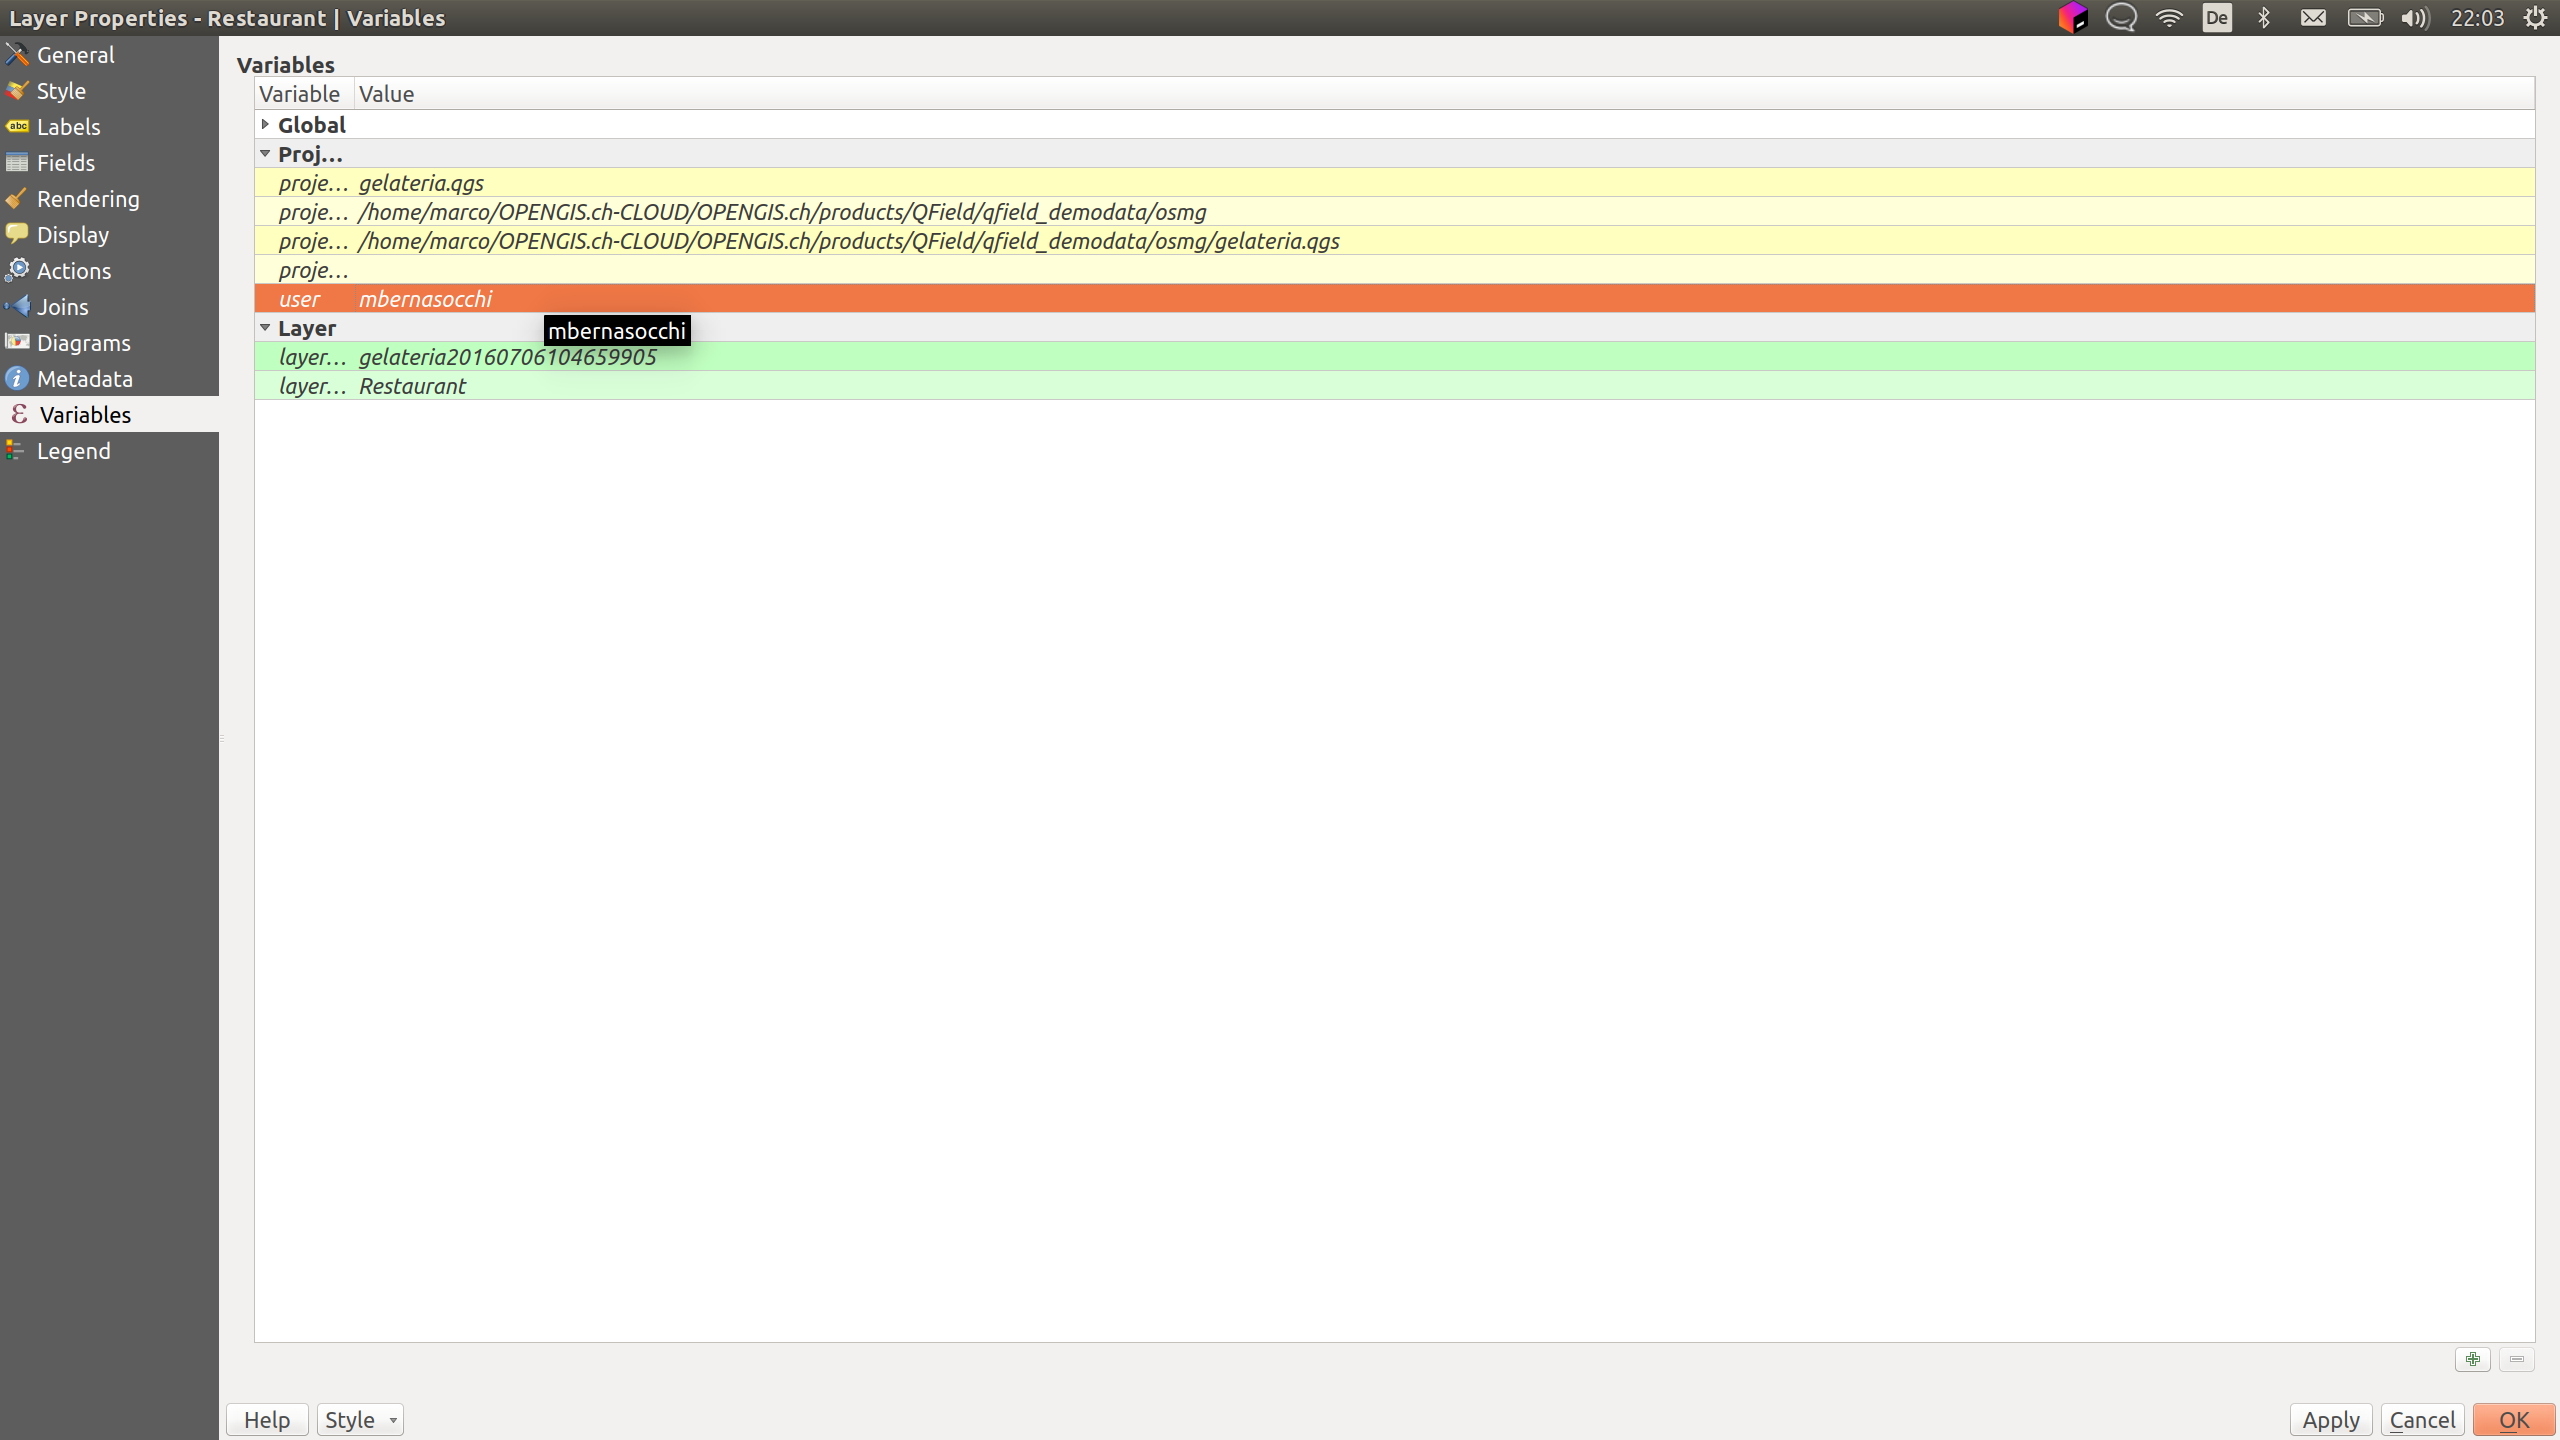 Layer Properties - Restaurant | Variables
De
22:03
General
Style
Labels
Fields
Rendering
Display
Actions
Joins
Diagrams
Metadata
Variables
Legend
Variables
Variable Value
Global
Proj…
proje… gelateria.qgs
proje… /home/marco/OPENGIS.ch-CLOUD/OPENGIS.ch/products/QField/qfield_demodata/osmg
proje… /home/marco/OPENGIS.ch-CLOUD/OPENGIS.ch/products/QField/qfield_demodata/osmg/gelateria.qgs
proje…
user mbernasocchi
Layer
mbernasocchi
layer… gelateria20160706104659905
layer… Restaurant
Help Style Apply Cancel OK